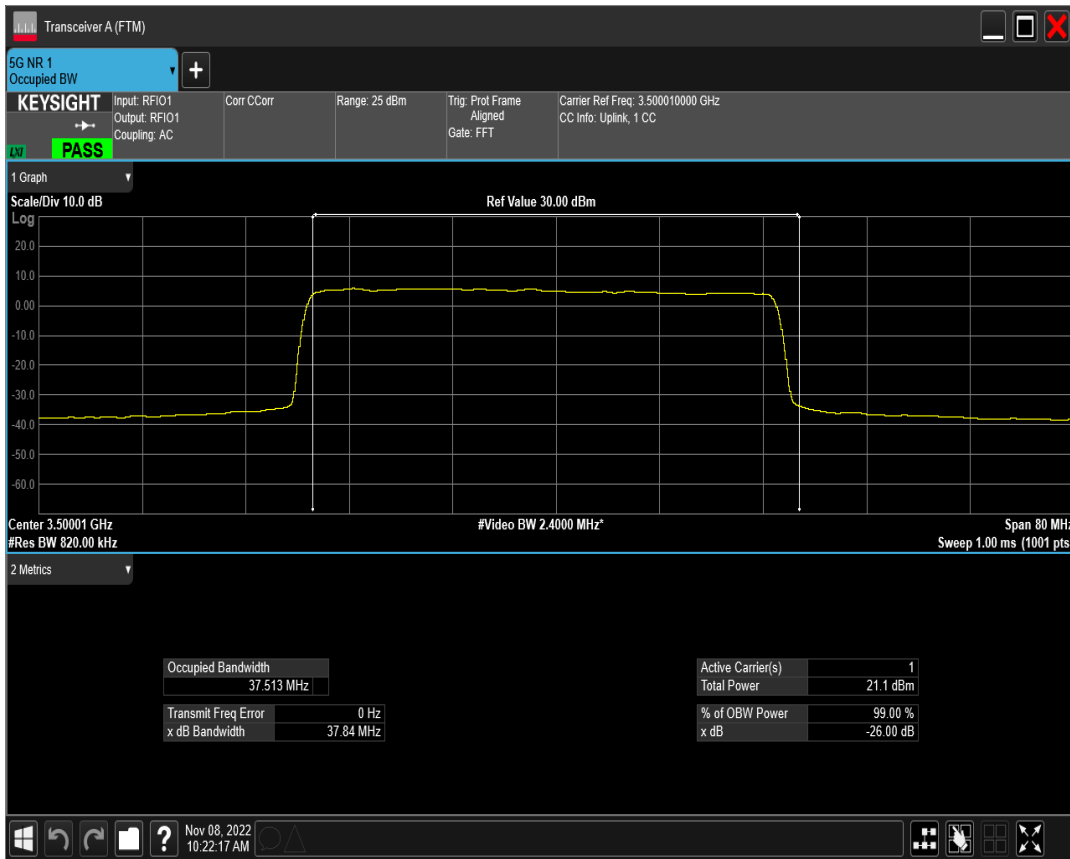 Transceiver A (FTM)
5G NR 1
Occupied BW
+
KEYSIGHT
LXI
PASS
Input: RFIO1
Output: RFIO1
Coupling: AC
Corr CCorr
Range: 25 dBm
Trig: Prot Frame
Aligned
Gate: FFT
Carrier Ref Freq: 3.500010000 GHz
CC Info: Uplink, 1 CC
1 Graph
Scale/Div 10.0 dB
Ref Value 30.00 dBm
Log
20.0
10.0
0.00
-10.0
-20.0
-30.0
-40.0
-50.0
-60.0
Center 3.50001 GHz
#Video BW 2.4000 MHz*
Span 80 MHz
#Res BW 820.00 kHz
Sweep 1.00 ms (1001 pts
2 Metrics
Occupied Bandwidth
37.513 MHz
Transmit Freq Error 0 Hz
x dB Bandwidth 37.84 MHz
Active Carrier(s) 1
Total Power 21.1 dBm
% of OBW Power 99.00 %
x dB -26.00 dB
?
Nov 08, 2022
10:22:17 AM